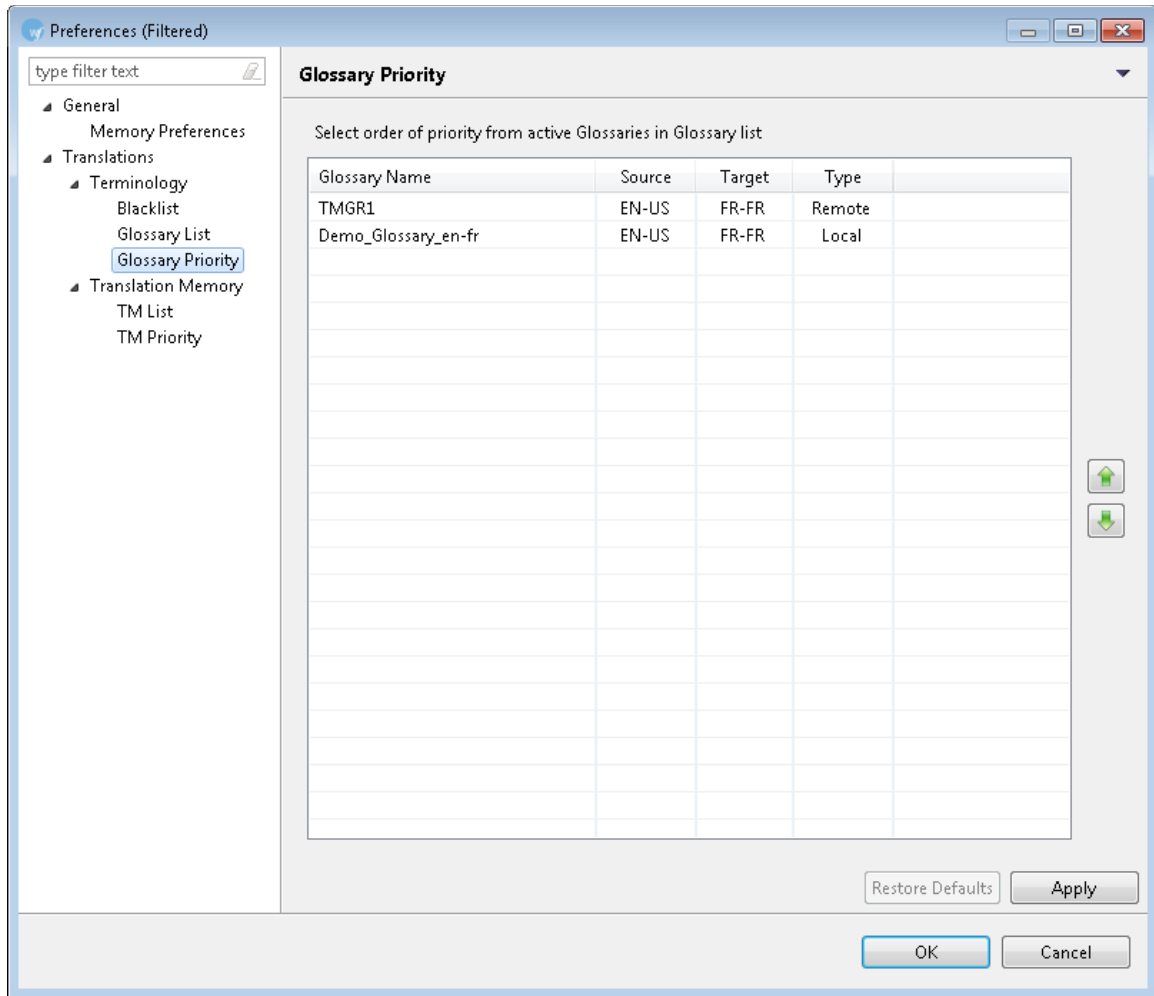 Preferences (Filtered)
type filter text
General
Memory Preferences
Translations
Terminology
Blacklist
Glossary List
Glossary Priority
Translation Memory
TM List
TM Priority
Glossary Priority
Select order of priority from active Glossaries in Glossary list
Glossary Name Source Target Type
TMGR1 EN-US FR-FR Remote
Demo_Glossary_en-fr EN-US FR-FR Local
Restore Defaults Apply
OK Cancel